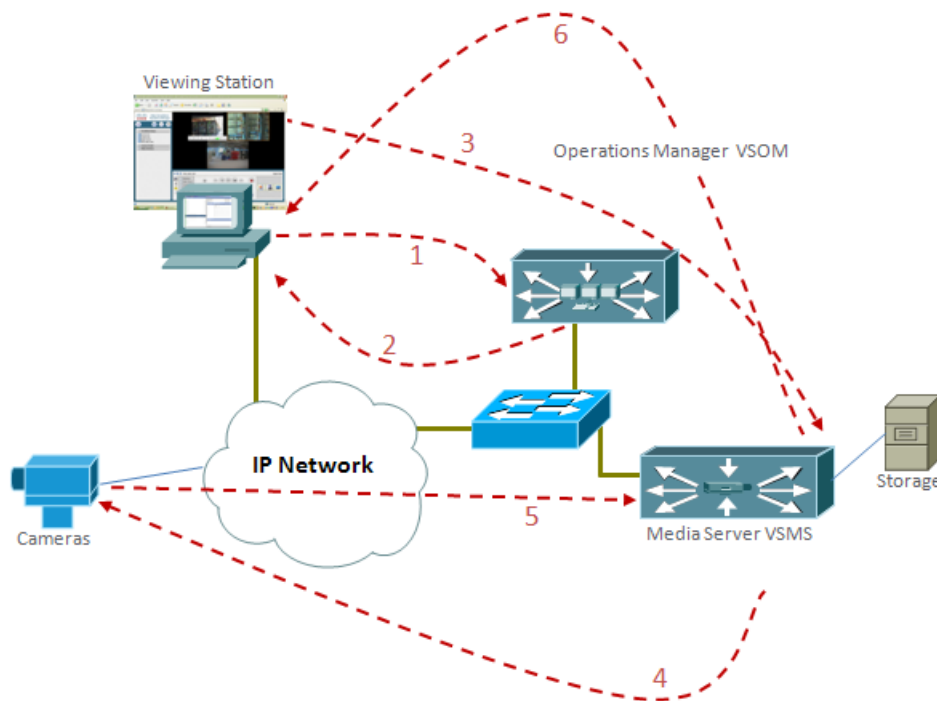 6
Viewing Station
3
Operations Manager VSOM
1
2
IP Network
Storage
5
Cameras
Media Server VSMS
4